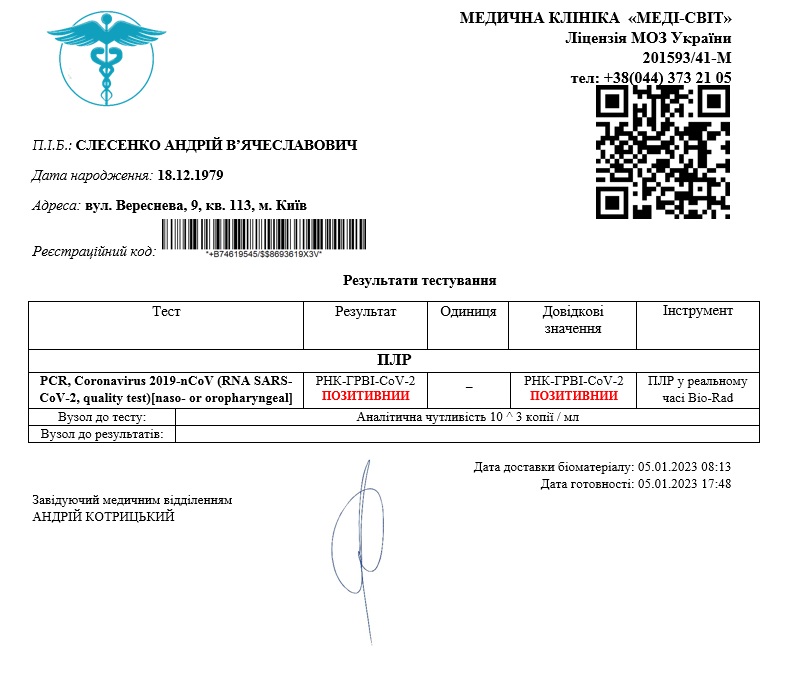 МЕДИЧНА КЛІНІКА «МЕДІ-СВІТ»
Ліцензія МОЗ України
201593/41-М
тел: +38(044) 373 21 05
П.І.Б.: СЛЕСЕНКО АНДРІЙ В’ЯЧЕСЛАВОВИЧ
Дата народження: 18.12.1979
Адреса: вул. Вереснева, 9, кв. 113, м. Київ
Реєстраційний код:
*+B74619545/$$8693619X3V*
Результати тестування
Тест Результат Одиниця Довідкові значення Інструмент
ПЛР
PCR, Coronavirus 2019-nCoV (RNA SARS-
CoV-2, quality test)[naso- or oropharyngeal]
РНК-ГРВІ-CoV-2
ПОЗИТИВНИИ
–
РНК-ГРВІ-CoV-2
ПОЗИТИВНИИ
ПЛР у реальному
часі Bio-Rad
Вузол до тесту: Аналітична чутливість 10 ^ 3 копії / мл
Вузол до результатів:
Дата доставки біоматеріалу: 05.01.2023 08:13
Дата готовності: 05.01.2023 17:48
Завідуючий медичним відділенням
АНДРІЙ КОТРИЦЬКИЙ